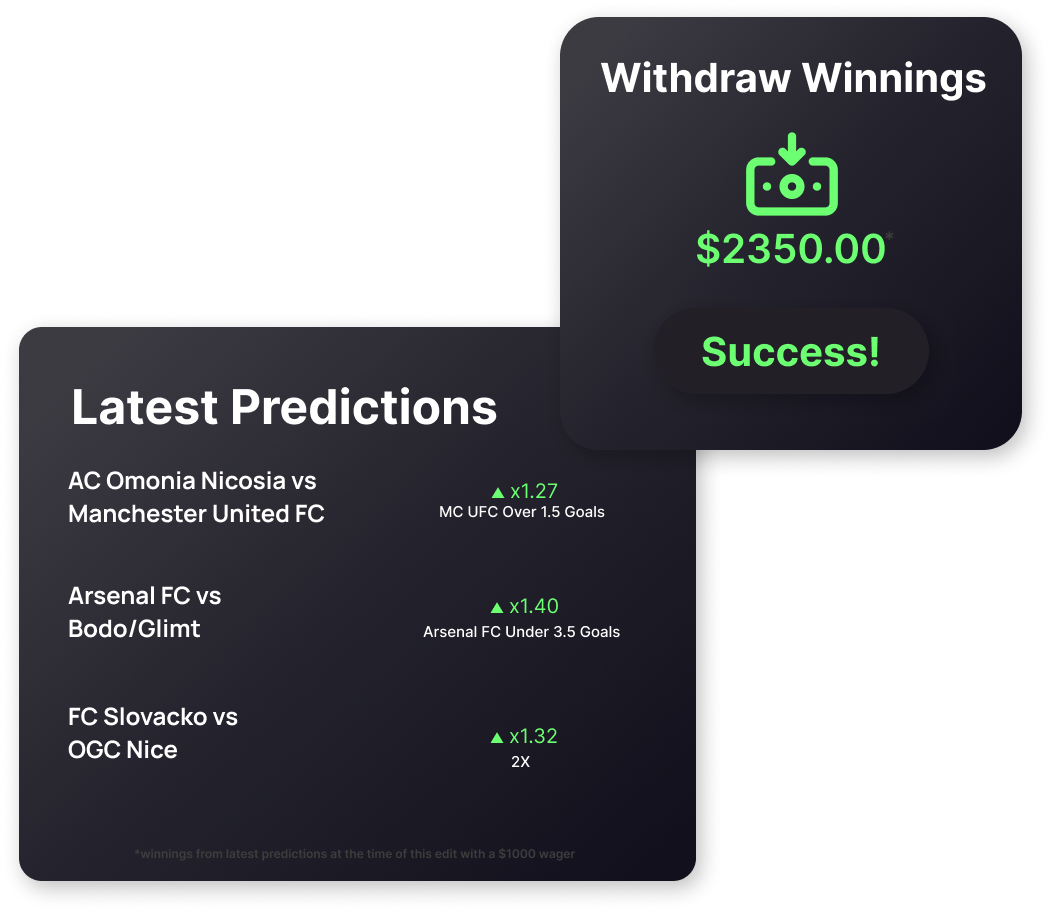 Withdraw Winnings
$2350.00*
Success!
Latest Predictions
AC Omonia Nicosia vs
Manchester United FC
▲ x1.27
MC UFC Over 1.5 Goals
Arsenal FC vs
Bodo/Glimt
▲ x1.40
Arsenal FC Under 3.5 Goals
FC Slovacko vs
OGC Nice
▲ x1.32
2X
*winnings from latest predictions at the time of this edit with a $1000 wager